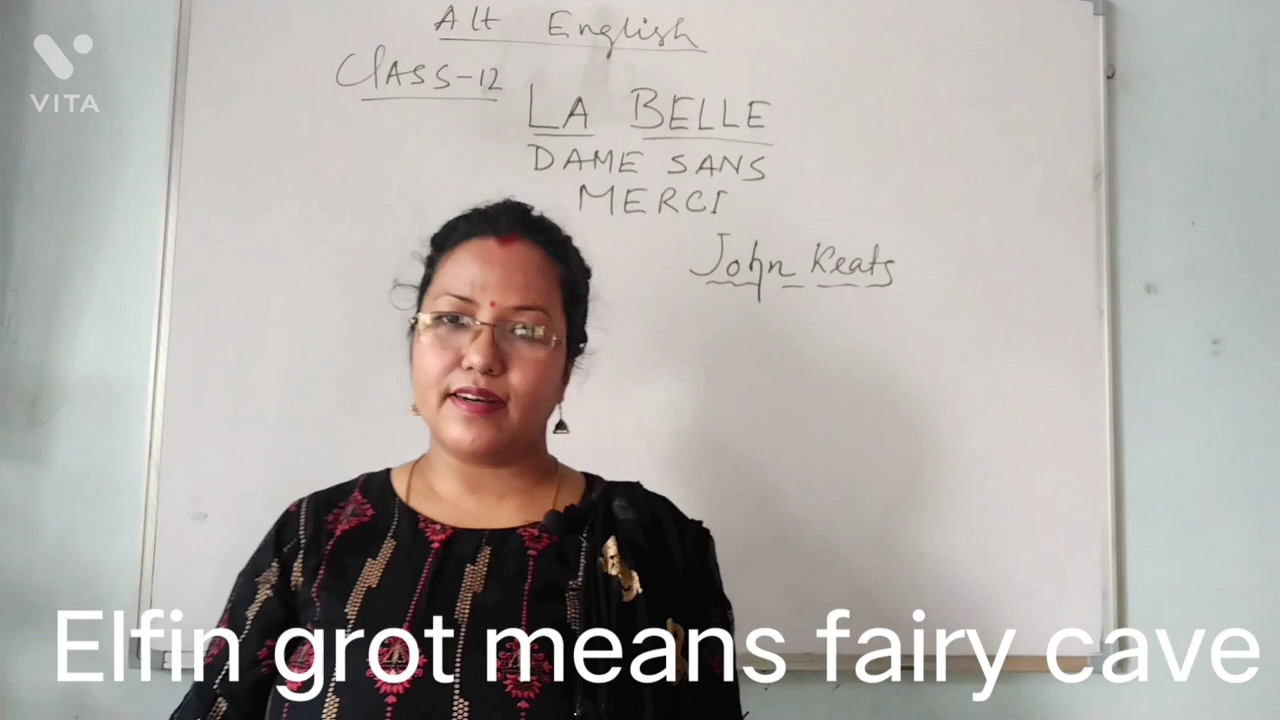 Alt English
VITA
CLASS-12
LA BELLE
DAME SANS
MERCI
John Keats
Elfin grot means fairy cave